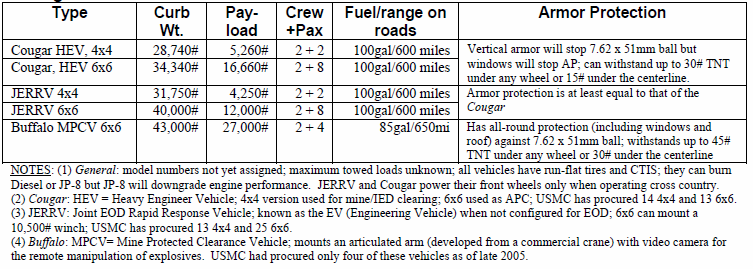 Type Curb Wt. Pay-load Crew +Pax Fuel/range on roads Armor Protection
Cougar HEV, 4x4 28,740# 5,260# 2 + 2 100gal/600 miles Vertical armor will stop 7.62 x 51mm ball but
Cougar, HEV 6x6 34,340# 16,660# 2 + 8 100gal/600 miles windows will stop AP; can withstand up to 30# TNT
under any wheel or 15# under the centerline.
JERRV 4x4 31,750# 4,250# 2 + 2 100gal/600 miles Armor protection is at least equal to that of the
JERRV 6x6 40,000# 12,000# 2 + 8 100gal/600 miles Cougar
Buffalo MPCV 6x6 43,000# 27,000# 2 + 4 85gal/650mi Has all-round protection (including windows and
roof) against 7.62 x 51mm ball; withstands up to 45#
TNT under any wheel or 30# under the centerline
NOTES: (1) General: model numbers not yet assigned; maximum towed loads unknown; all vehicles have run-flat tires and CTIS; they can burn
Diesel or JP-8 but JP-8 will downgrade engine performance. JERRV and Cougar power their front wheels only when operating cross country.
(2) Cougar: HEV = Heavy Engineer Vehicle; 4x4 version used for mine/IED clearing; 6x6 used as APC; USMC has procured 14 4x4 and 13 6x6.
(3) JERRV: Joint EOD Rapid Response Vehicle; known as the EV (Engineering Vehicle) when not configured for EOD; 6x6 can mount a
10,500# winch; USMC has procured 13 4x4 and 25 6x6.
(4) Buffalo: MPCV= Mine Protected Clearance Vehicle; mounts an articulated arm (developed from a commercial crane) with video camera for
the remote manipulation of explosives. USMC had procured only four of these vehicles as of late 2005.